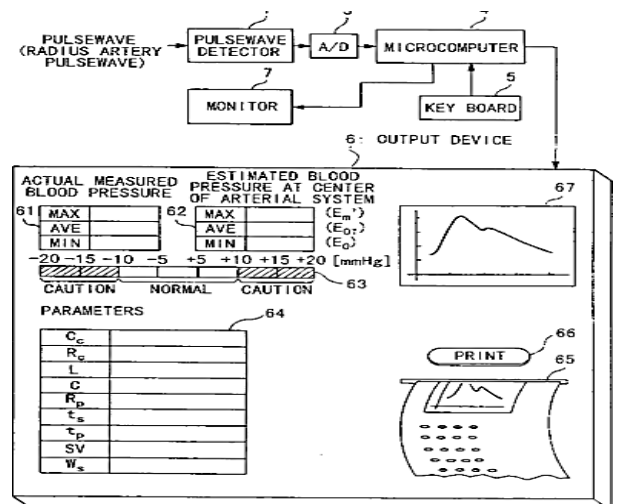 PULSEWAVE
(RADIUS ARTERY
PULSEWAVE)
PULSEWAVE
DETECTOR
A/D
MICROCOMPUTER
7
MONITOR
5
KEY BOARD
6: OUTPUT DEVICE
ACTUAL MEASURED
BLOOD PRESSURE
ESTIMATED BLOOD
PRESSURE AT CENTER
OF ARTERIAL SYSTEM
67
61
MAX
AVE
MIN
62
MAX (Em')
AVE (E01)
MIN (Eo)
-20 -15 -10 -5 +5 +10 +15 +20 [mmHg]
63
CAUTION NORMAL CAUTION
PARAMETERS
64
Cc
Rc
L
C
Rp
ts
tp
SV
Ws
66
PRINT
65